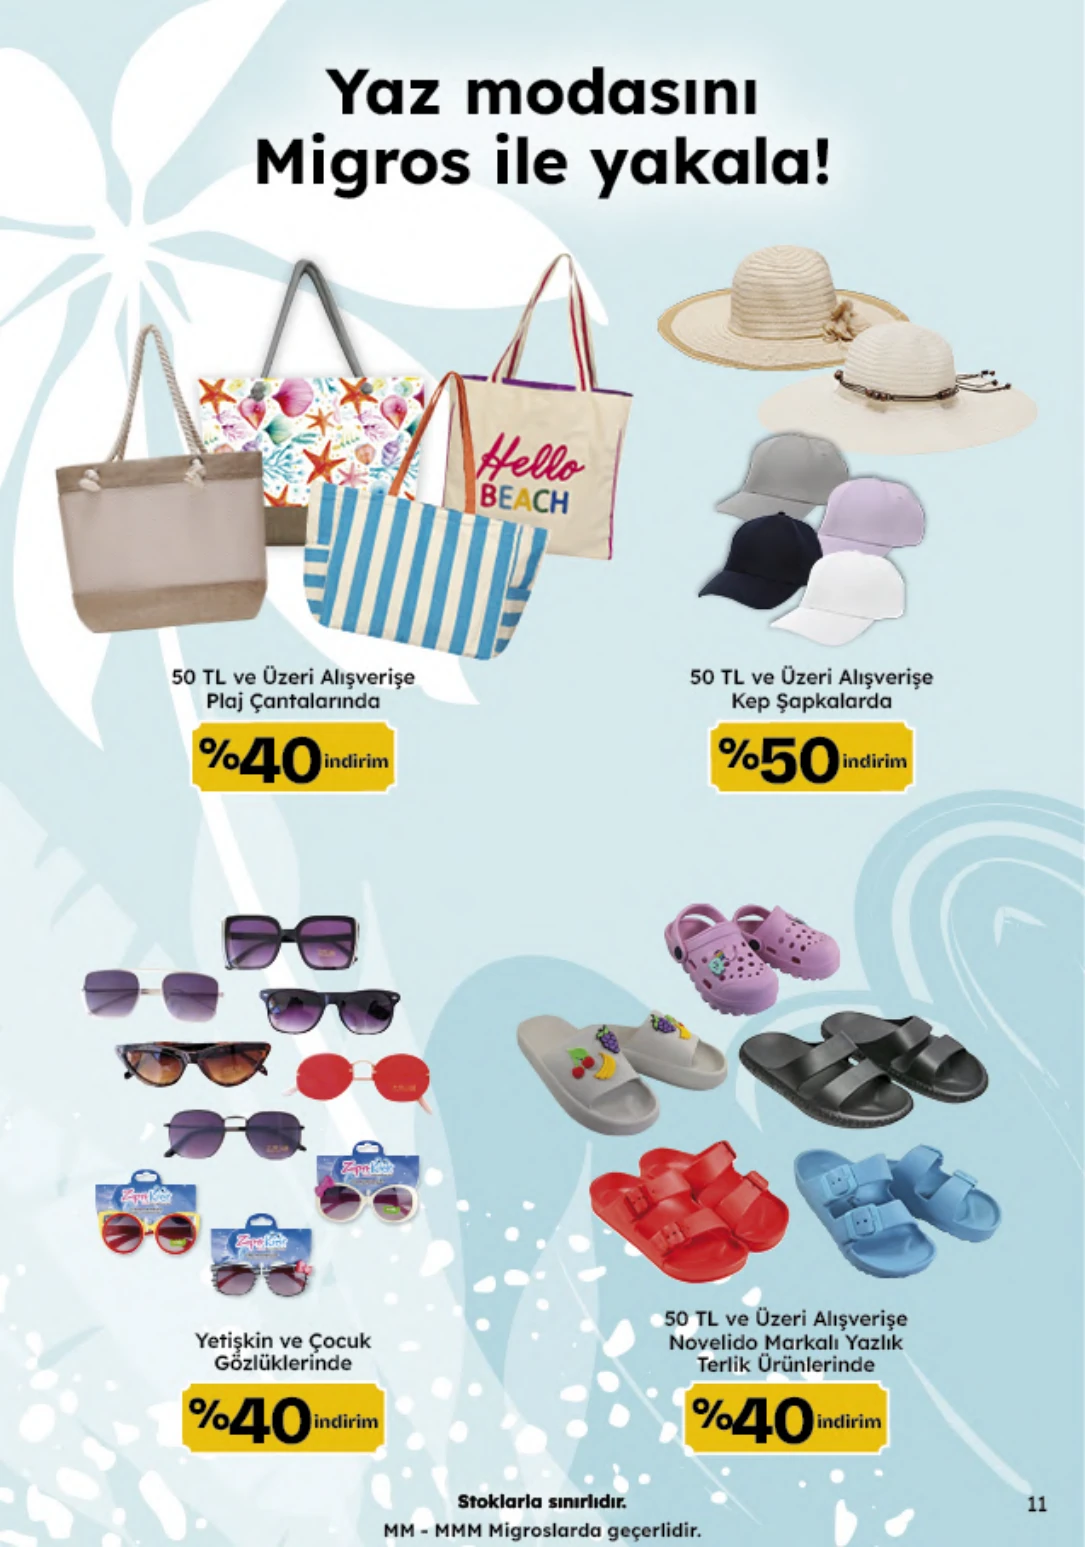 Yaz modasını
Migros ile yakala!
Hello
BEACH
50 TL ve Üzeri Alışverişe
Plaj Çantalarında
%40 indirim
50 TL ve Üzeri Alışverişe
Kep Şapkalarda
%50 indirim
Yetişkin ve Çocuk
Gözlüklerinde
%40 indirim
50 TL ve Üzeri Alışverişe
Novelido Markalı Yazlık
Terlik Ürünlerinde
%40 indirim
Stoklarla sınırlıdır.
MM - MMM Migroslarda geçerlidir.
11